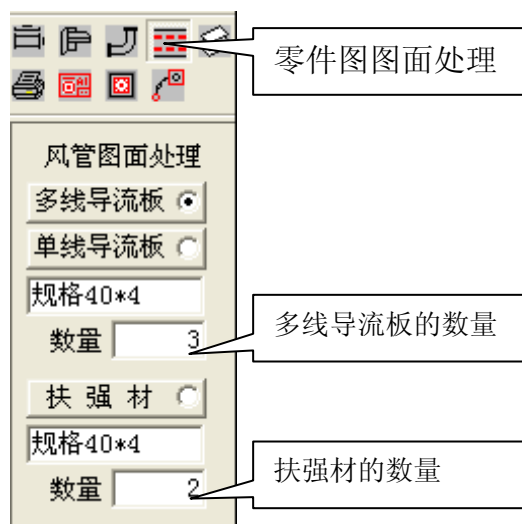 零件图图面处理
风管图面处理
多线导流板
单线导流板
规格40*4
数量 3
多线导流板的数量
扶 强 材
规格40*4
数量 2
扶强材的数量